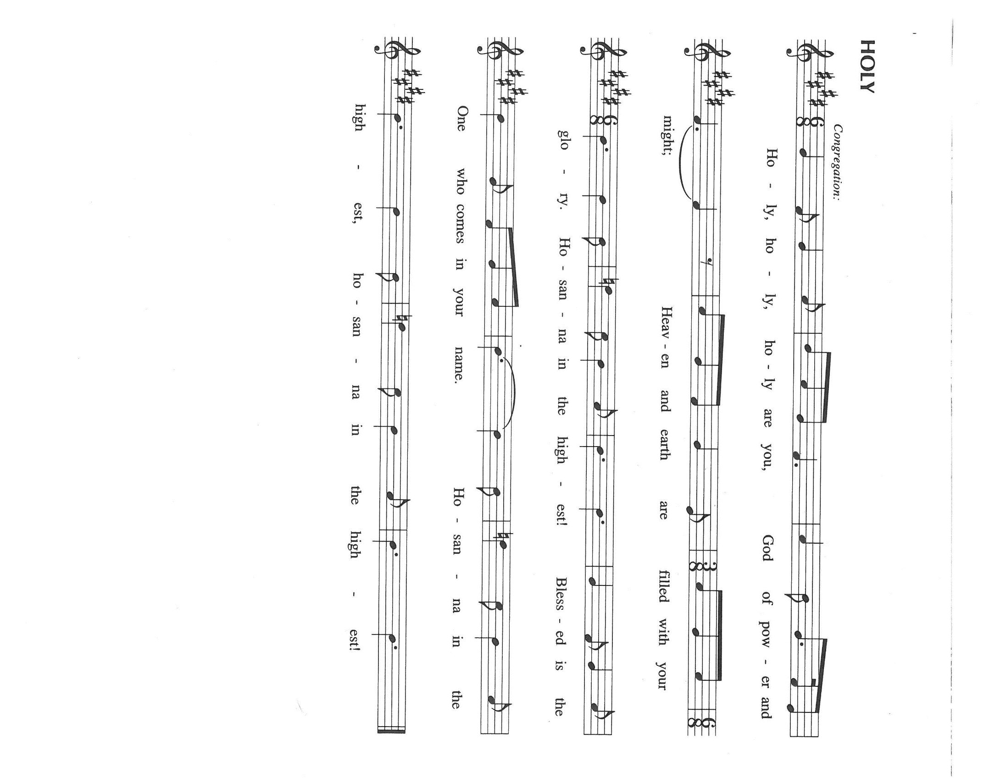 HOLY
Congregation:
Ho - ly, ho - ly, ho - ly are you, God of pow - er and
might; Heav - en and earth are filled with your
glo - ry. Ho - san - na in the high - est! Bless - ed is the
One who comes in your name. Ho - san - na in the
high - est, ho - san - na in the high - est!